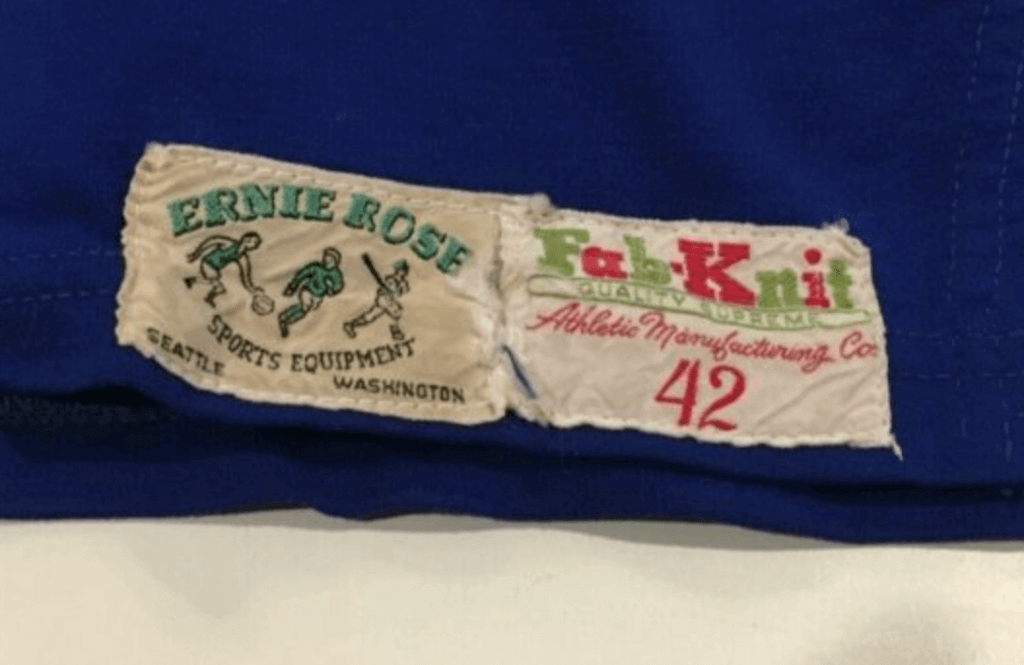 ERNIE ROSE
SPORTS EQUIPMENT
SEATTLE
WASHINGTON
Fab-Knit
QUALITY SUPREME
Athletic Manufacturing Co.
42